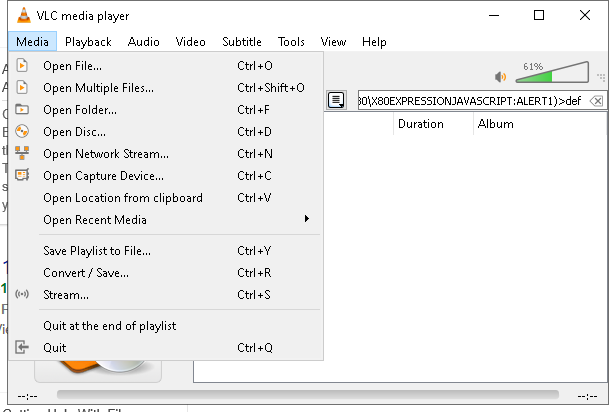 VLC media player
Media Playback Audio Video Subtitle Tools View Help
Open File... Ctrl+O
61%
Open Multiple Files... Ctrl+Shift+O
\X80EXPRESSIONJAVASCRIPT:ALERT1)>def
Open Folder... Ctrl+F
Duration Album
Open Disc... Ctrl+D
Open Network Stream... Ctrl+N
Open Capture Device... Ctrl+C
Open Location from clipboard Ctrl+V
Open Recent Media
Save Playlist to File... Ctrl+Y
Convert / Save... Ctrl+R
Stream... Ctrl+S
Quit at the end of playlist
Quit Ctrl+Q
--:-- --:--